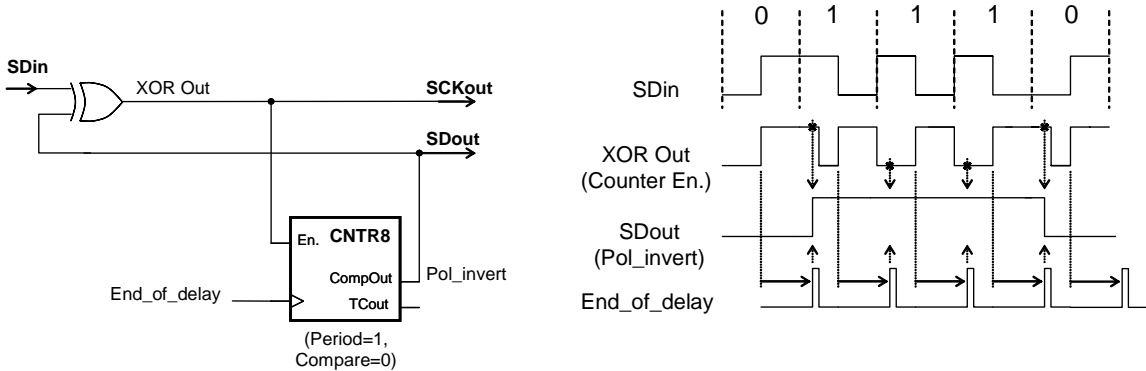 SDin
XOR Out
SCKout
SDout
En.
CNTR8
CompOut
TCout
Pol_invert
End_of_delay
(Period=1,
Compare=0)
0 1 1 1 0
SDin
XOR Out
(Counter En.)
SDout
(Pol_invert)
End_of_delay